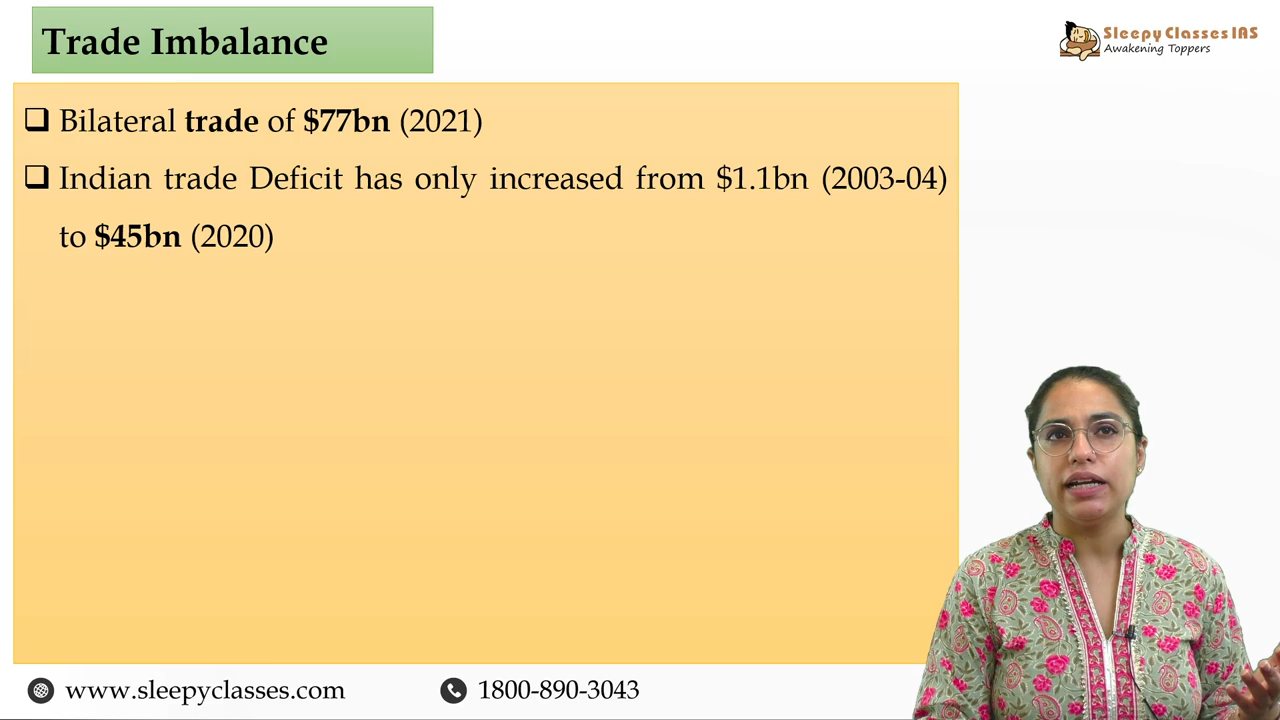 Trade Imbalance
Sleepy Classes IAS
Awakening Toppers
❑ Bilateral trade of $77bn (2021)
❑ Indian trade Deficit has only increased from $1.1bn (2003-04)
to $45bn (2020)
www.sleepyclasses.com
1800-890-3043